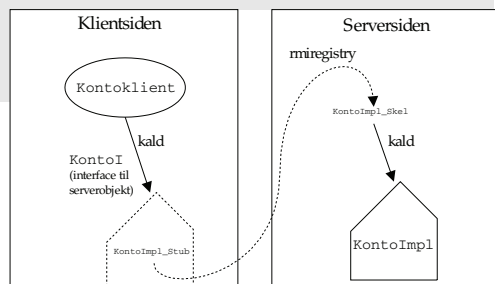 Klientsiden
Kontoklient
kald
KontoI
(interface til
serverobjekt)
KontoImpl_Stub
Serversiden
rmiregistry
KontoImpl_Skel
kald
KontoImpl